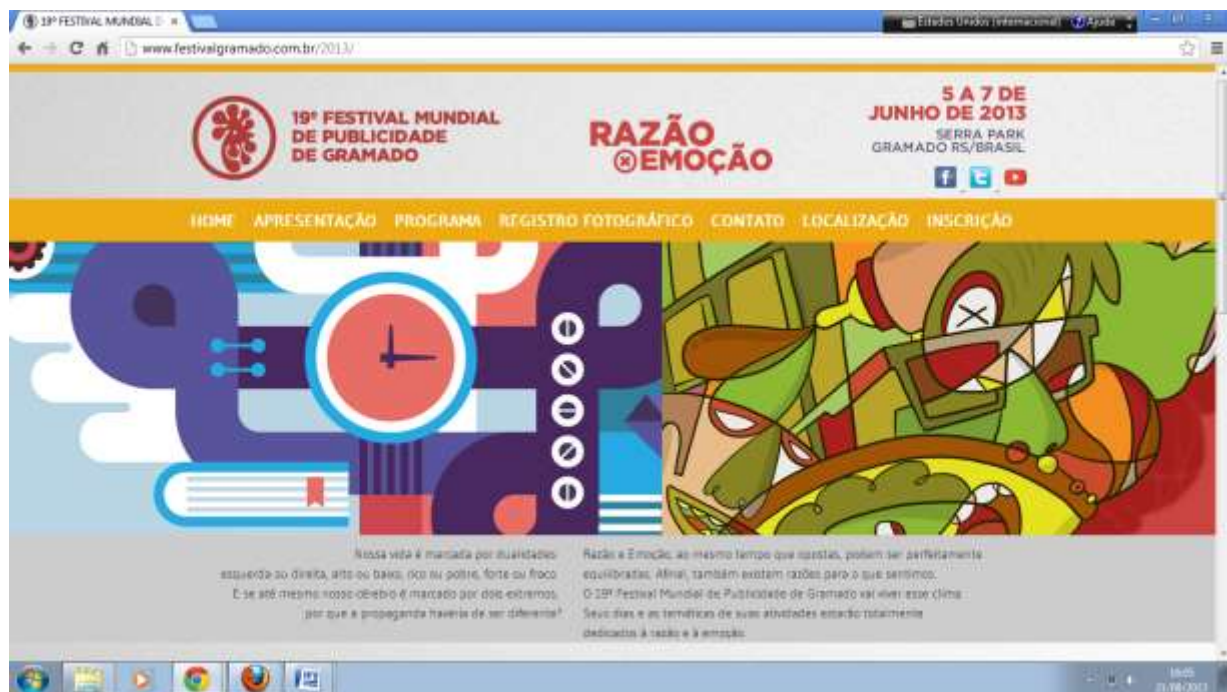 19º FESTIVAL MUNDIAL D
Estados Unidos (Internacional)
Ajuda
www.festivalgramado.com.br/2013/
19º FESTIVAL MUNDIAL
DE PUBLICIDADE
DE GRAMADO
RAZÃO
EMOÇÃO
5 A 7 DE
JUNHO DE 2013
SERRA PARK
GRAMADO RS/BRASIL
HOME APRESENTAÇÃO PROGRAMA REGISTRO FOTOGRÁFICO CONTATO LOCALIZAÇÃO INSCRIÇÃO
Nossa vida é marcada por dualidades
esquerda ou direita, alto ou baixo, rico ou pobre, forte ou fraco
E se até mesmo nosso cérebro é marcado por dois extremos,
por que a propaganda haveria de ser diferente?
Razão e Emoção, ao mesmo tempo que opostas, podem ser perfeitamente
equilibradas. Afinal, também existem razões para o que sentimos.
O 19º Festival Mundial de Publicidade de Gramado vai viver esse clima
Seus dias e as temáticas de suas atividades estarão totalmente
dedicados à razão e à emoção